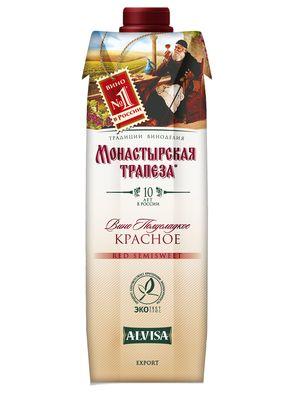 ВИНО
№1
В РОССИИ
ТРАДИЦИИ ВИНОДЕЛИЯ
МОНАСТЫРСКАЯ
ТРАПЕЗА®
10
ЛЕТ
В РОССИИ
Вино Полусладкое
КРАСНОЕ
RED SEMISWEET
ЭКО
ALVISA
EXPORT